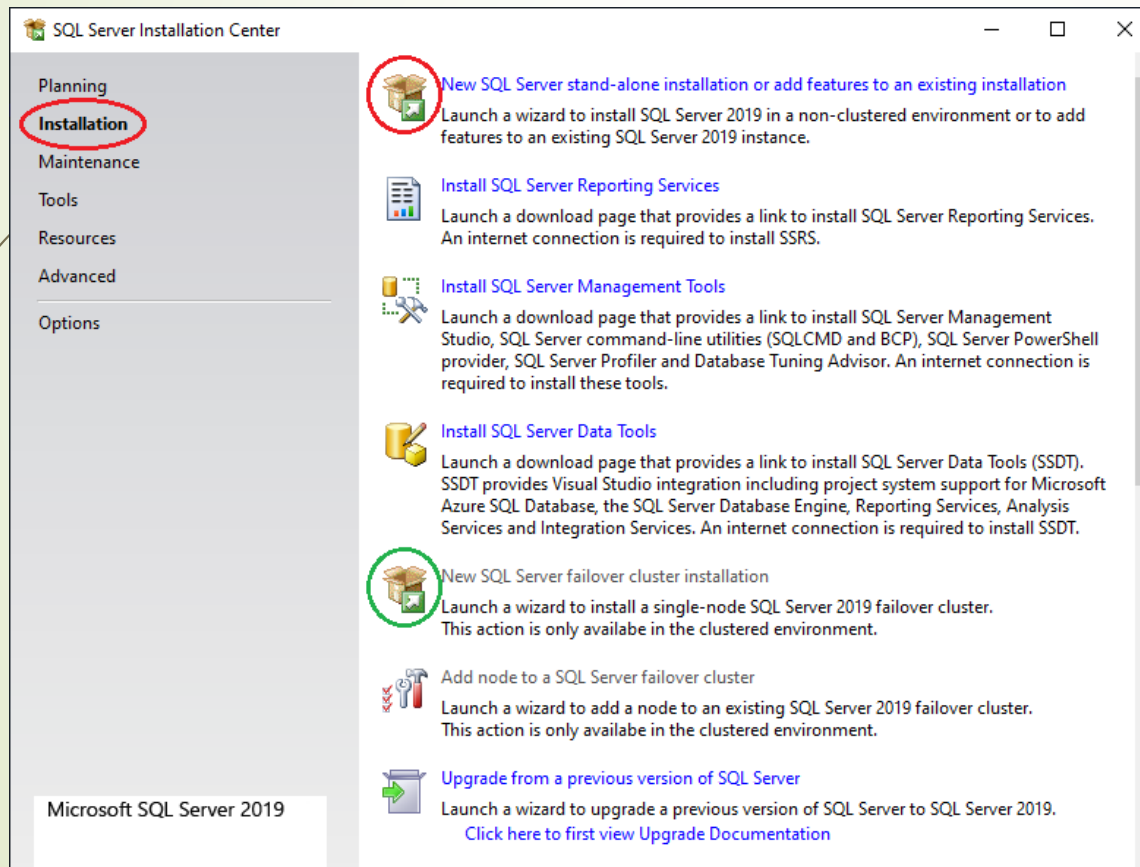 SQL Server Installation Center
Planning
Installation
Maintenance
Tools
Resources
Advanced
Options
Microsoft SQL Server 2019
New SQL Server stand-alone installation or add features to an existing installation
Launch a wizard to install SQL Server 2019 in a non-clustered environment or to add
features to an existing SQL Server 2019 instance.
Install SQL Server Reporting Services
Launch a download page that provides a link to install SQL Server Reporting Services.
An internet connection is required to install SSRS.
Install SQL Server Management Tools
Launch a download page that provides a link to install SQL Server Management
Studio, SQL Server command-line utilities (SQLCMD and BCP), SQL Server PowerShell
provider, SQL Server Profiler and Database Tuning Advisor. An internet connection is
required to install these tools.
Install SQL Server Data Tools
Launch a download page that provides a link to install SQL Server Data Tools (SSDT).
SSDT provides Visual Studio integration including project system support for Microsoft
Azure SQL Database, the SQL Server Database Engine, Reporting Services, Analysis
Services and Integration Services. An internet connection is required to install SSDT.
New SQL Server failover cluster installation
Launch a wizard to install a single-node SQL Server 2019 failover cluster.
This action is only availabe in the clustered environment.
Add node to a SQL Server failover cluster
Launch a wizard to add a node to an existing SQL Server 2019 failover cluster.
This action is only availabe in the clustered environment.
Upgrade from a previous version of SQL Server
Launch a wizard to upgrade a previous version of SQL Server to SQL Server 2019.
Click here to first view Upgrade Documentation